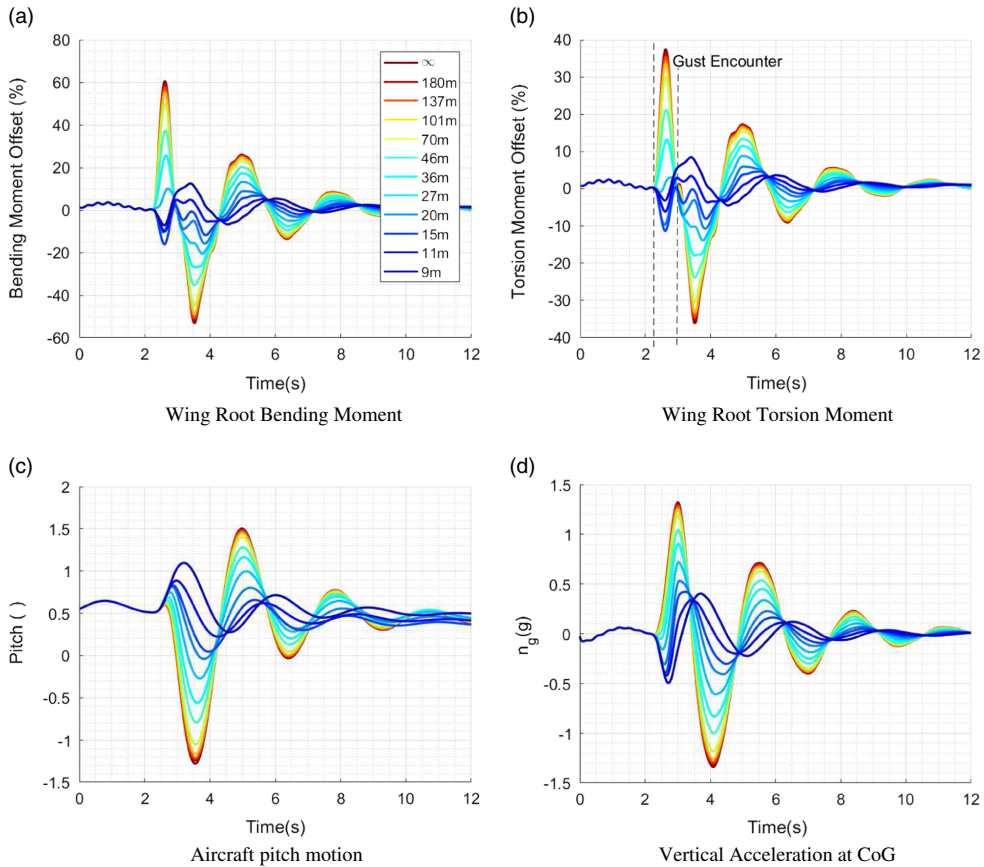 (a)
Bending Moment Offset (%)
80
60
40
20
0
-20
-40
-60
0 2 4 6 8 10 12
Time(s)
∞
180m
137m
101m
70m
46m
36m
27m
20m
15m
11m
9m
Wing Root Bending Moment
(b)
Torsion Moment Offset (%)
40
30
20
10
0
-10
-20
-30
-40
Gust Encounter
0 2 4 6 8 10 12
Time(s)
Wing Root Torsion Moment
(c)
Pitch ( )
2
1.5
1
0.5
0
-0.5
-1
-1.5
0 2 4 6 8 10 12
Time(s)
Aircraft pitch motion
(d)
n_g(g)
1.5
1
0.5
0
-0.5
-1
-1.5
0 2 4 6 8 10 12
Time(s)
Vertical Acceleration at CoG